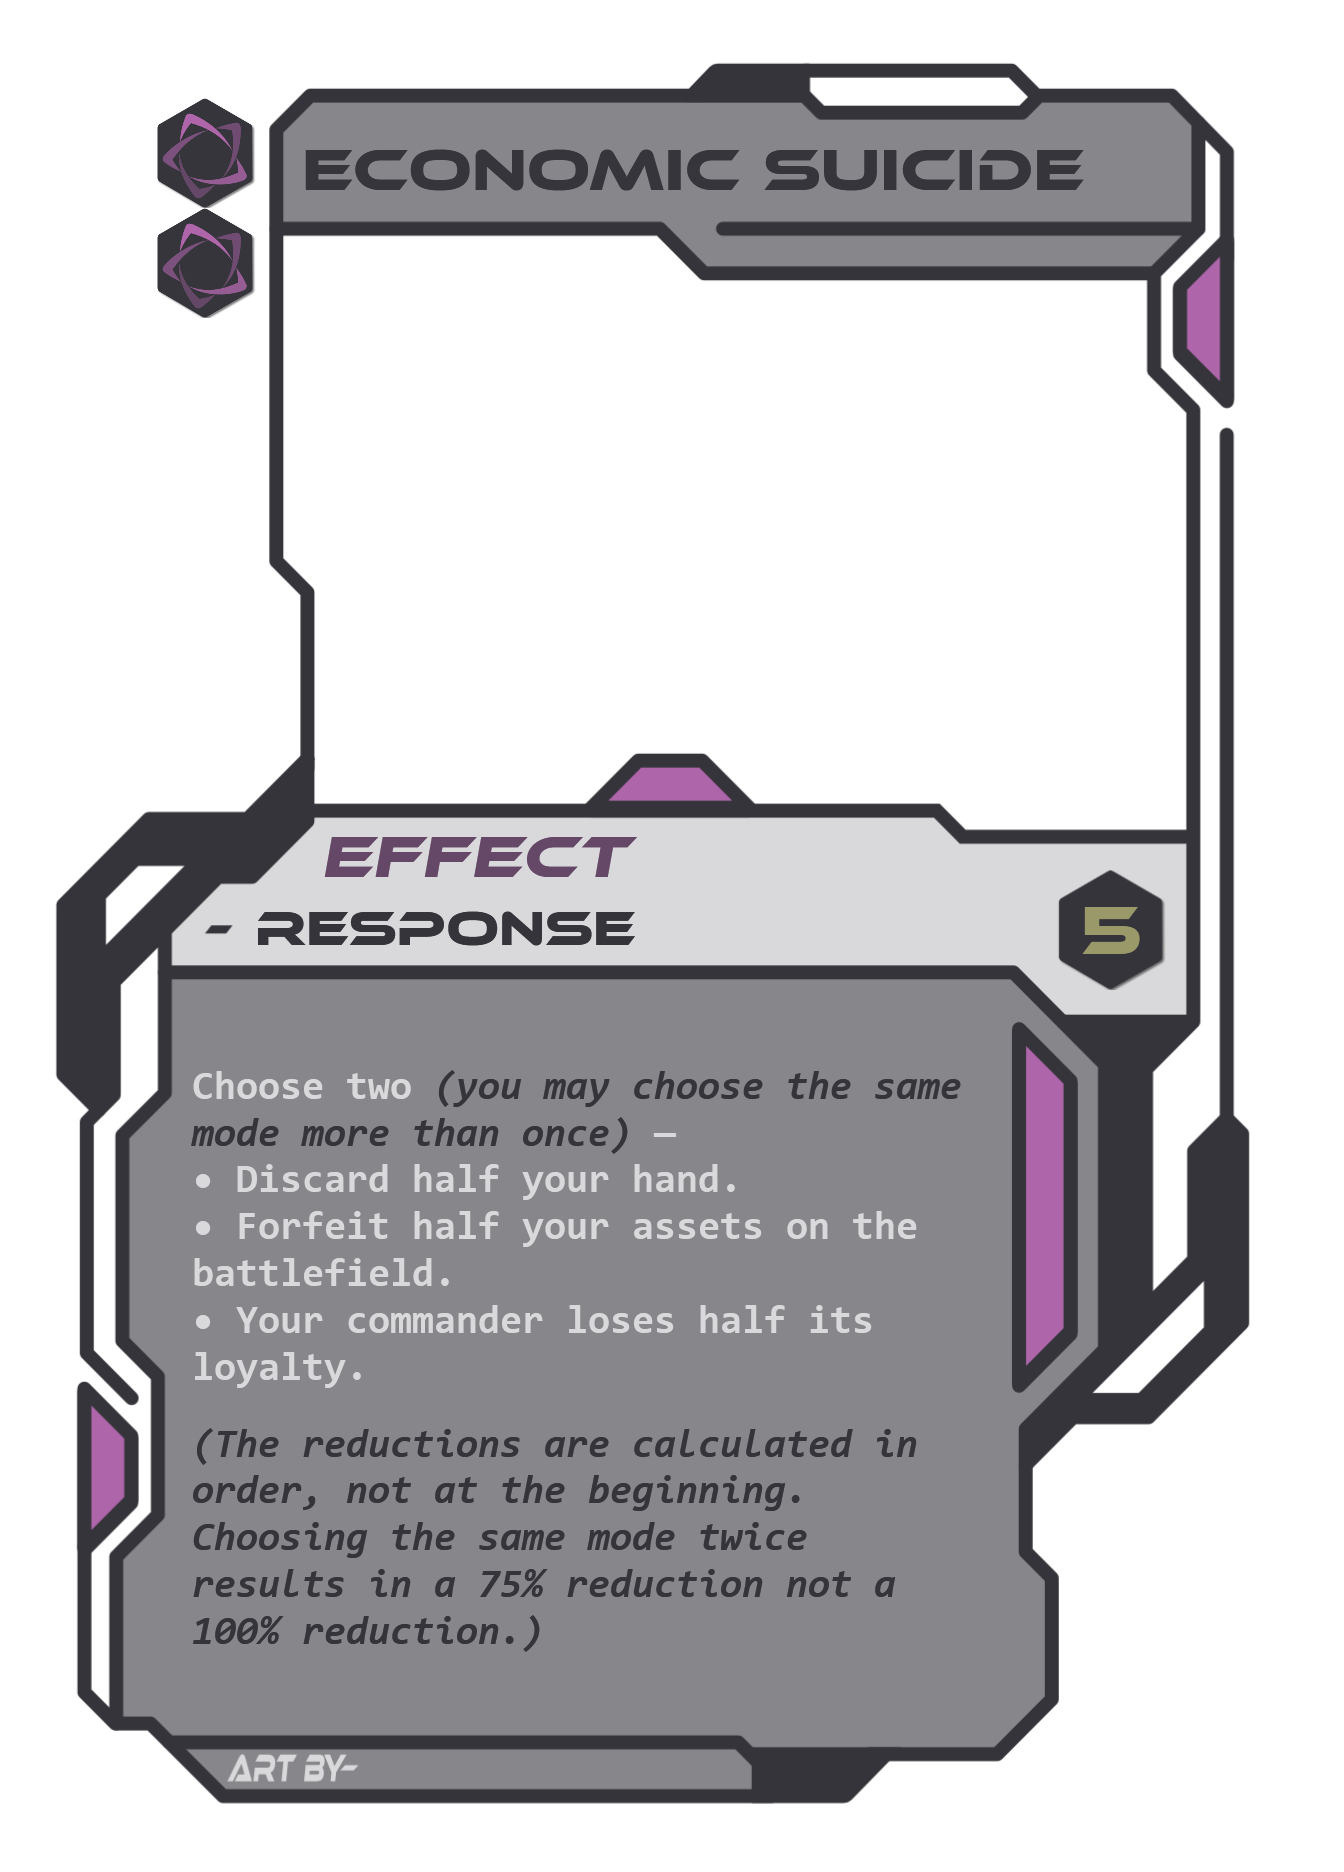 ECONOMIC SUICIDE
EFFECT
- RESPONSE
5
Choose two (you may choose the same
mode more than once) —
• Discard half your hand.
• Forfeit half your assets on the
battlefield.
• Your commander loses half its
loyalty.
(The reductions are calculated in
order, not at the beginning.
Choosing the same mode twice
results in a 75% reduction not a
100% reduction.)
ART BY-